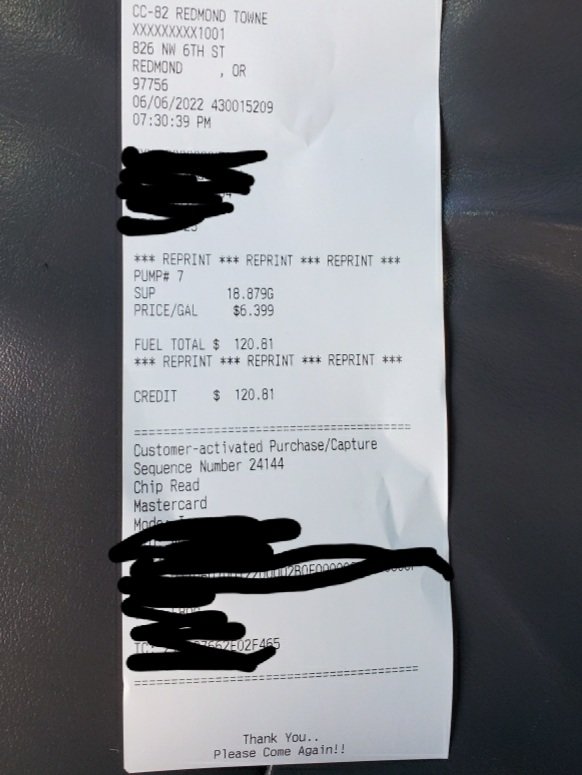 CC-82 REDMOND TOWNE
XXXXXXXXX1001
826 NW 6TH ST
REDMOND , OR
97756
06/06/2022 430015209
07:30:39 PM
*** REPRINT *** REPRINT *** REPRINT ***
PUMP# 7
SUP 18.879G
PRICE/GAL $6.399
FUEL TOTAL $ 120.81
*** REPRINT *** REPRINT *** REPRINT ***
CREDIT $ 120.81
=======================================
Customer-activated Purchase/Capture
Sequence Number 24144
Chip Read
Mastercard
=======================================
Thank You..
Please Come Again!!